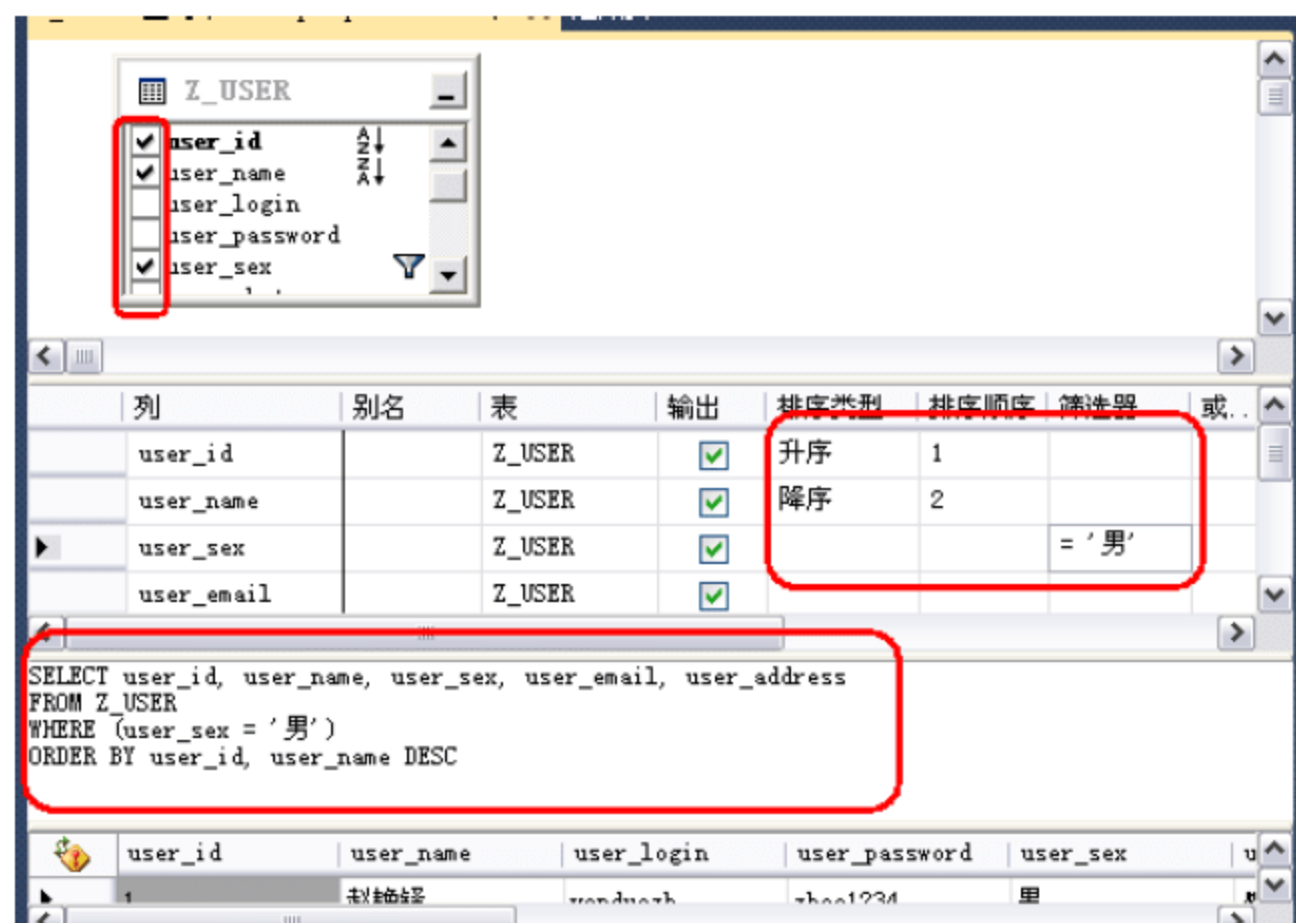 Z_USER
user_id
user_name
user_login
user_password
user_sex
列 别名 表 输出 排序类型 排序顺序 筛选器 或..
user_id Z_USER 升序 1
user_name Z_USER 降序 2
user_sex Z_USER = '男'
user_email Z_USER
SELECT user_id, user_name, user_sex, user_email, user_address
FROM Z_USER
WHERE (user_sex = '男')
ORDER BY user_id, user_name DESC
user_id user_name user_login user_password user_sex u
1 男